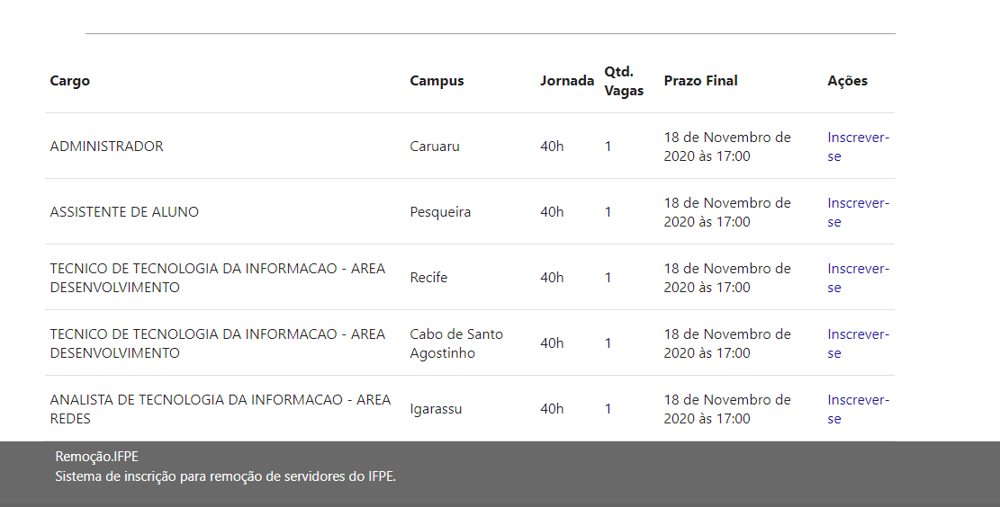 Cargo Campus Jornada Qtd. Vagas Prazo Final Ações
ADMINISTRADOR Caruaru 40h 1 18 de Novembro de
2020 às 17:00 Inscrever-
se
ASSISTENTE DE ALUNO Pesqueira 40h 1 18 de Novembro de
2020 às 17:00 Inscrever-
se
TECNICO DE TECNOLOGIA DA INFORMACAO - AREA
DESENVOLVIMENTO Recife 40h 1 18 de Novembro de
2020 às 17:00 Inscrever-
se
TECNICO DE TECNOLOGIA DA INFORMACAO - AREA
DESENVOLVIMENTO Cabo de Santo
Agostinho 40h 1 18 de Novembro de
2020 às 17:00 Inscrever-
se
ANALISTA DE TECNOLOGIA DA INFORMACAO - AREA
REDES Igarassu 40h 1 18 de Novembro de
2020 às 17:00 Inscrever-
se
Remoção.IFPE
Sistema de inscrição para remoção de servidores do IFPE.